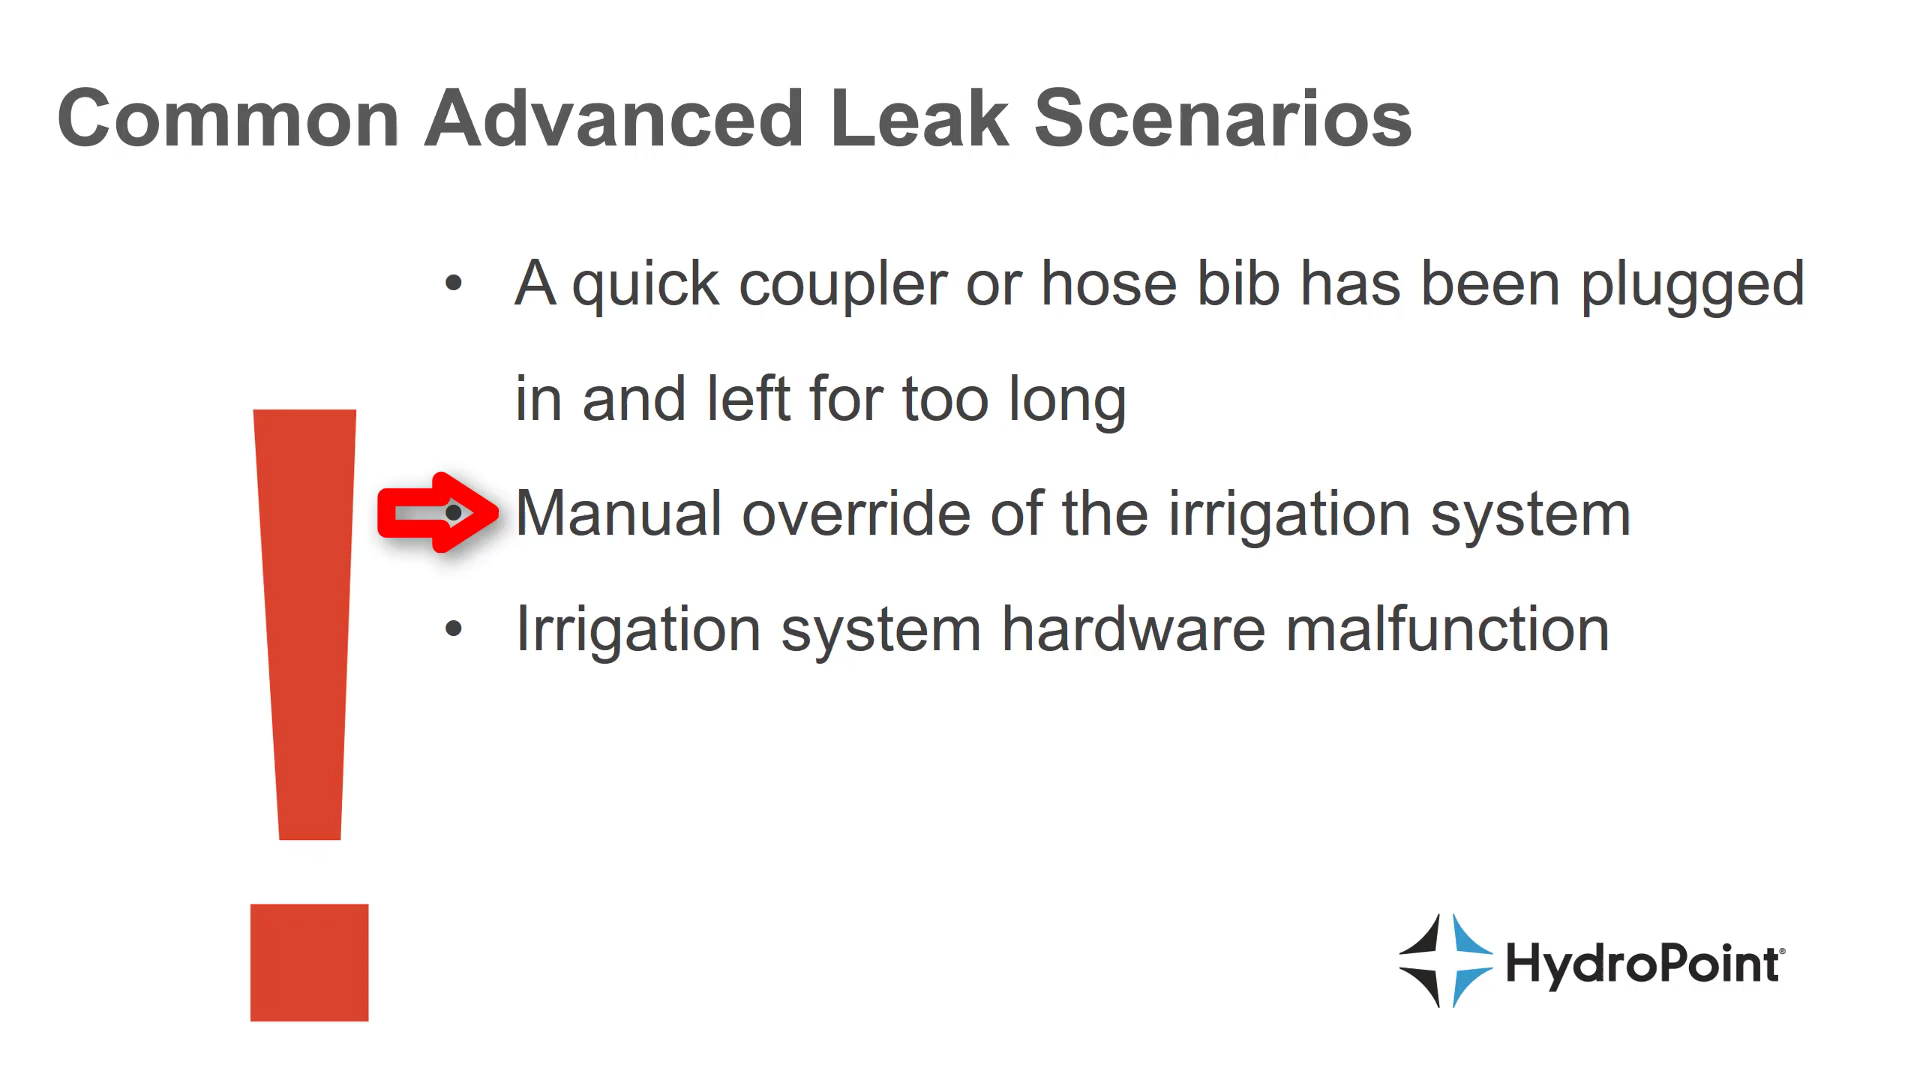 Common Advanced Leak Scenarios
• A quick coupler or hose bib has been plugged
in and left for too long
• Manual override of the irrigation system
• Irrigation system hardware malfunction
HydroPoint®